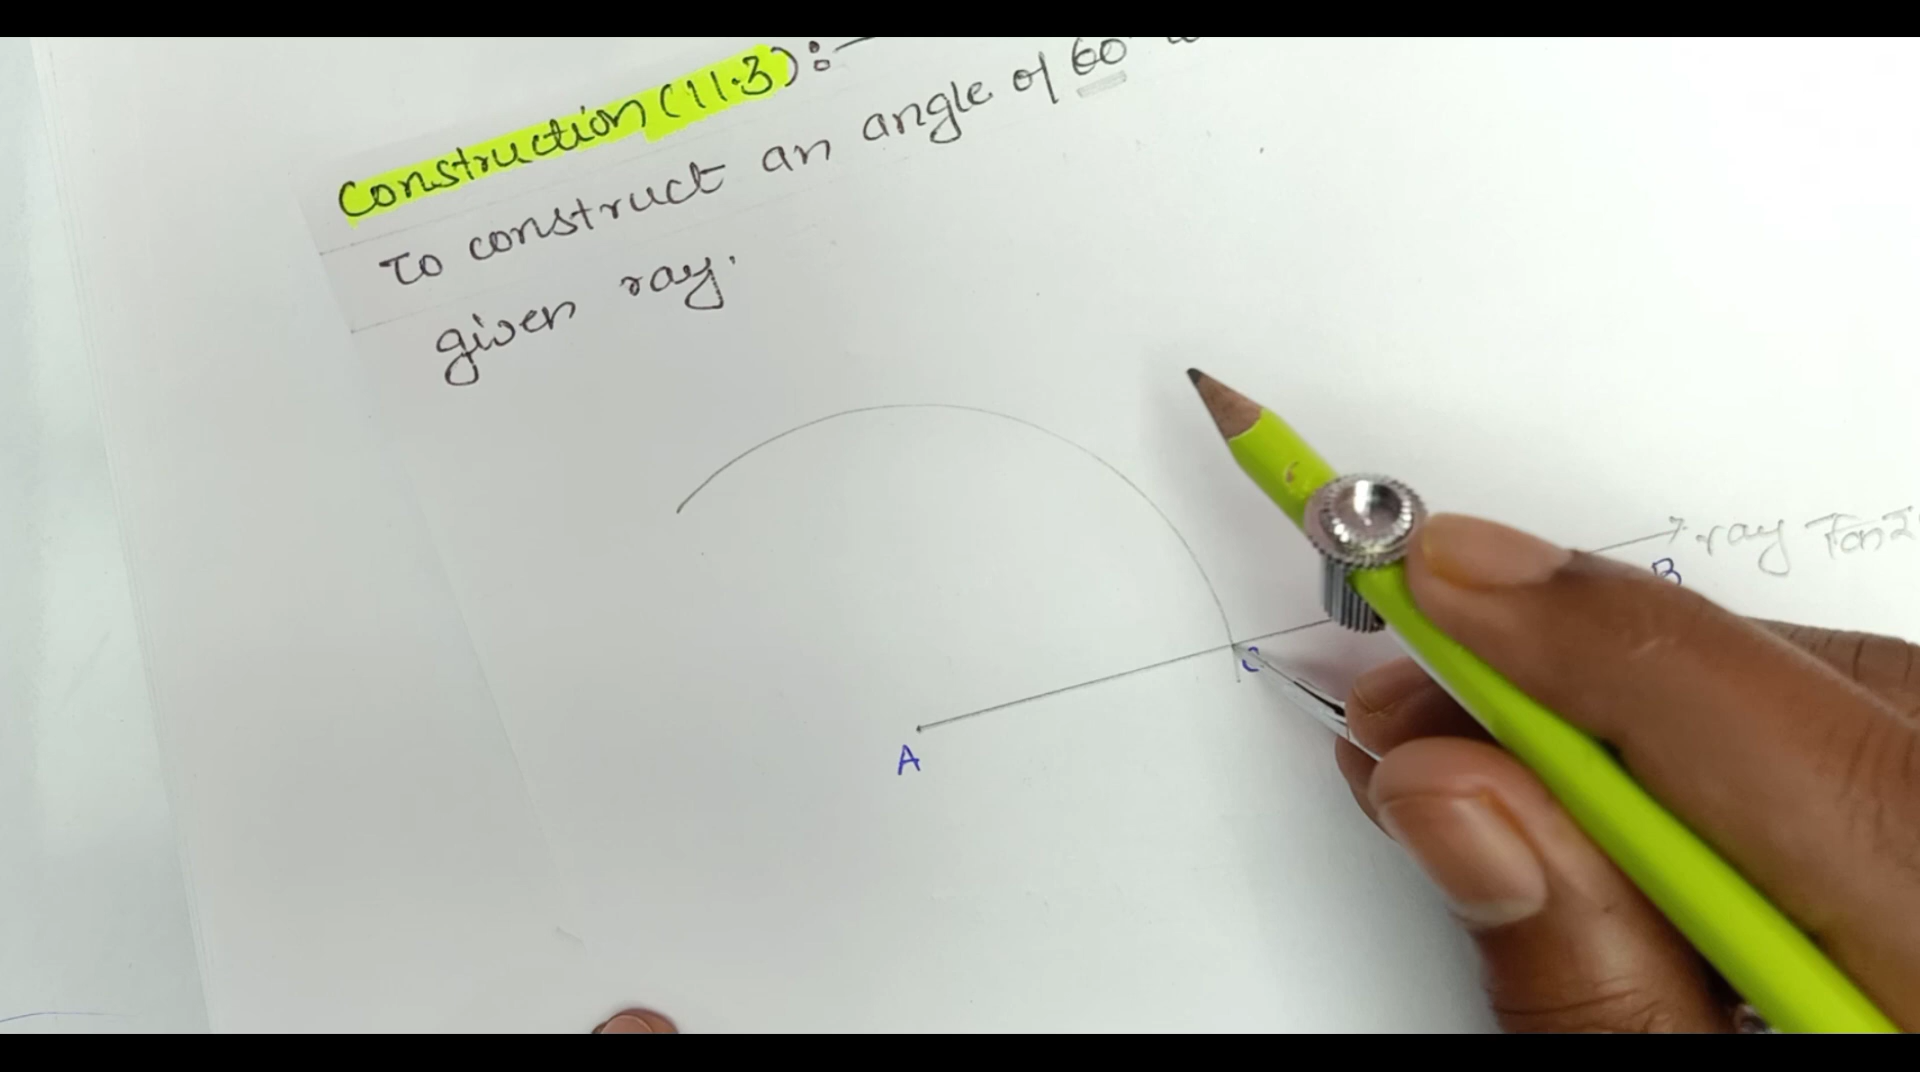 Construction (11.3):-
To construct an angle of 60°
given ray.
ray
B
C
A